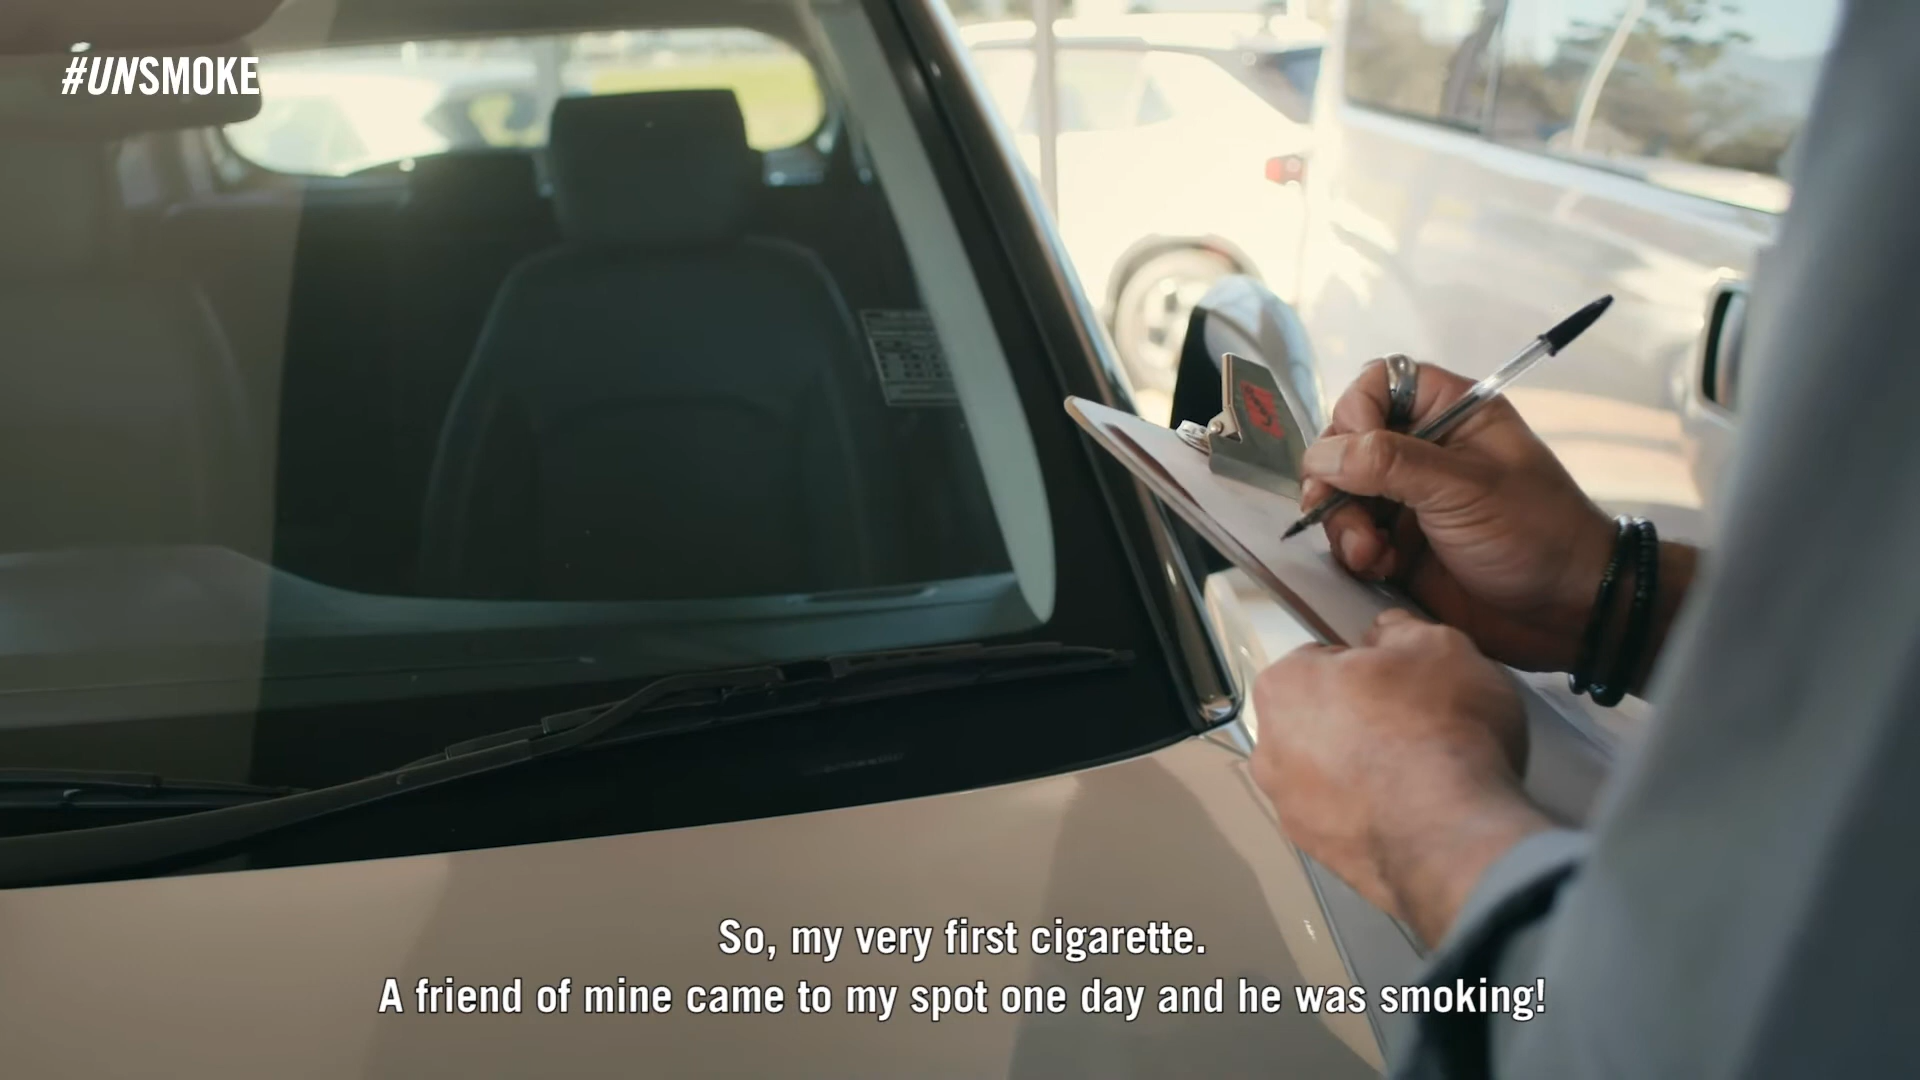 #UNSMOKE
So, my very first cigarette.
A friend of mine came to my spot one day and he was smoking!